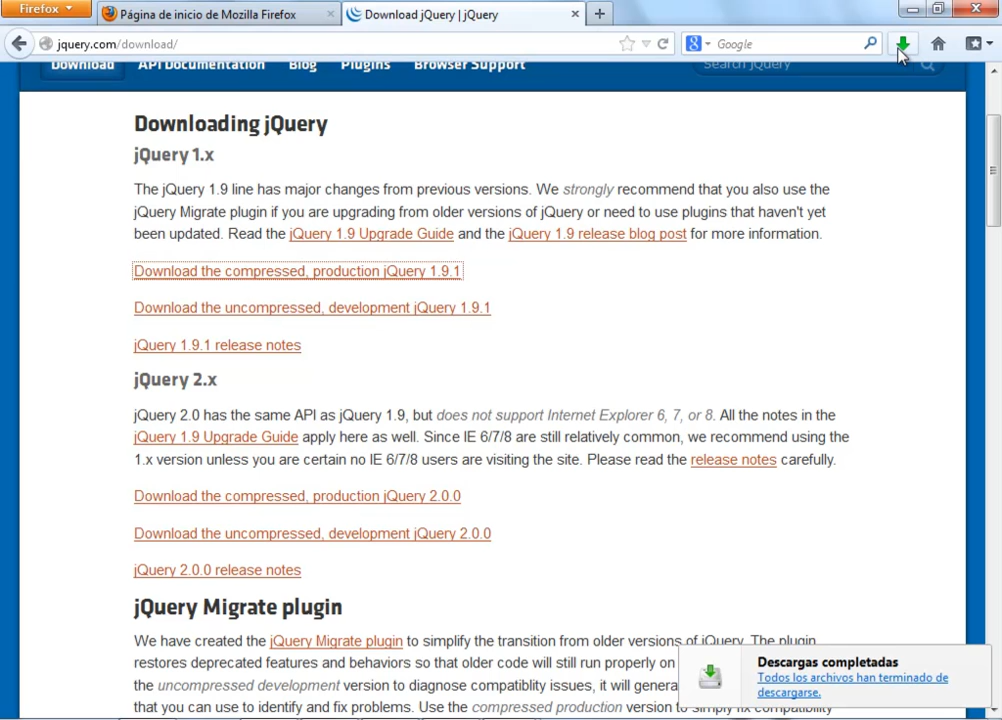 Firefox
Página de inicio de Mozilla Firefox
Download jQuery | jQuery
jquery.com/download/
Google
Download API Documentation Blog Plugins Browser Support
Search jQuery
Downloading jQuery
jQuery 1.x
The jQuery 1.9 line has major changes from previous versions. We strongly recommend that you also use the
jQuery Migrate plugin if you are upgrading from older versions of jQuery or need to use plugins that haven't yet
been updated. Read the jQuery 1.9 Upgrade Guide and the jQuery 1.9 release blog post for more information.
Download the compressed, production jQuery 1.9.1
Download the uncompressed, development jQuery 1.9.1
jQuery 1.9.1 release notes
jQuery 2.x
jQuery 2.0 has the same API as jQuery 1.9, but does not support Internet Explorer 6, 7, or 8. All the notes in the
jQuery 1.9 Upgrade Guide apply here as well. Since IE 6/7/8 are still relatively common, we recommend using the
1.x version unless you are certain no IE 6/7/8 users are visiting the site. Please read the release notes carefully.
Download the compressed, production jQuery 2.0.0
Download the uncompressed, development jQuery 2.0.0
jQuery 2.0.0 release notes
jQuery Migrate plugin
We have created the jQuery Migrate plugin to simplify the transition from older versions of jQuery. The plugin
restores deprecated features and behaviors so that older code will still run properly on
the uncompressed development version to diagnose compatiblity issues, it will genera
that you can use to identify and fix problems. Use the compressed production version to simply fix compatibility
Descargas completadas
Todos los archivos han terminado de
descargarse.